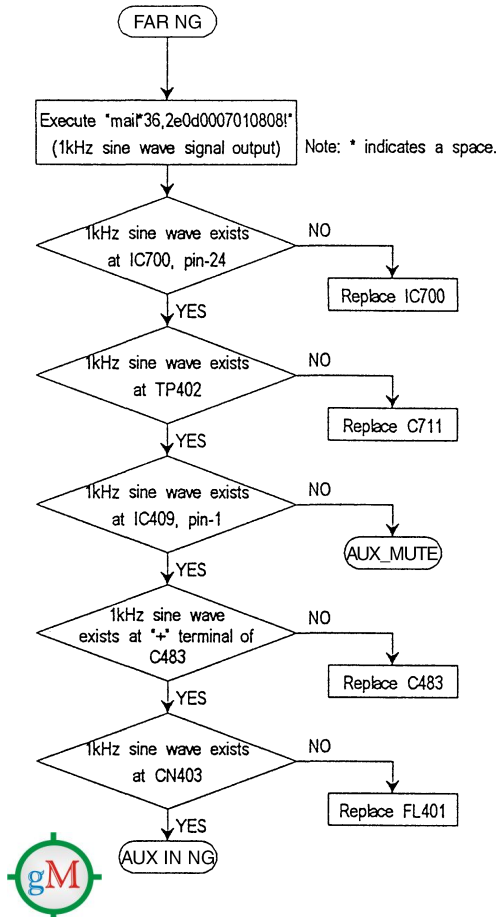 FAR NG
Execute "mail*36,2e0d0007010808!"
(1kHz sine wave signal output)
Note: * indicates a space.
1kHz sine wave exists
at IC700, pin-24
NO
Replace IC700
YES
1kHz sine wave exists
at TP402
NO
Replace C711
YES
1kHz sine wave exists
at IC409, pin-1
NO
AUX_MUTE
YES
1kHz sine wave
exists at "+" terminal of
C483
NO
Replace C483
YES
1kHz sine wave exists
at CN403
NO
Replace FL401
YES
AUX IN NG
gM